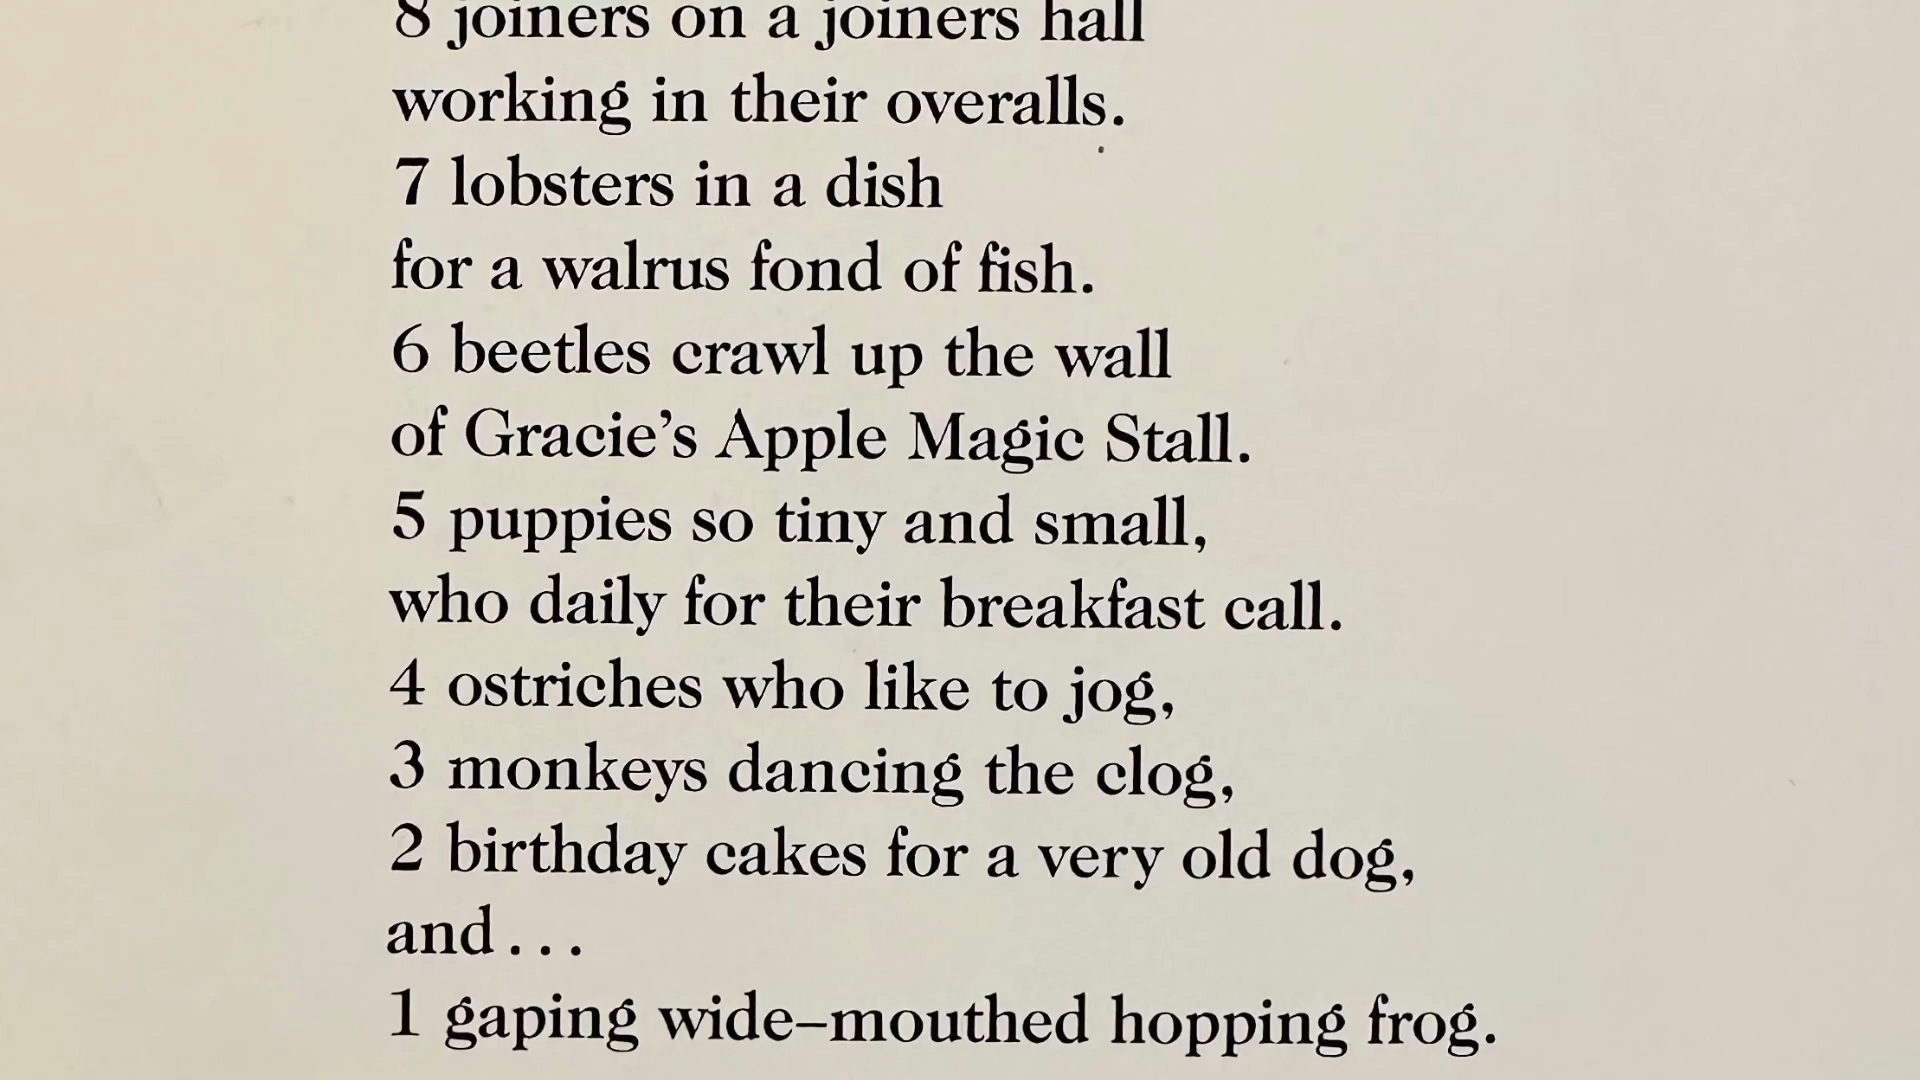 8 joiners on a joiners hall
working in their overalls.
7 lobsters in a dish
for a walrus fond of fish.
6 beetles crawl up the wall
of Gracie’s Apple Magic Stall.
5 puppies so tiny and small,
who daily for their breakfast call.
4 ostriches who like to jog,
3 monkeys dancing the clog,
2 birthday cakes for a very old dog,
and . . .
1 gaping wide–mouthed hopping frog.